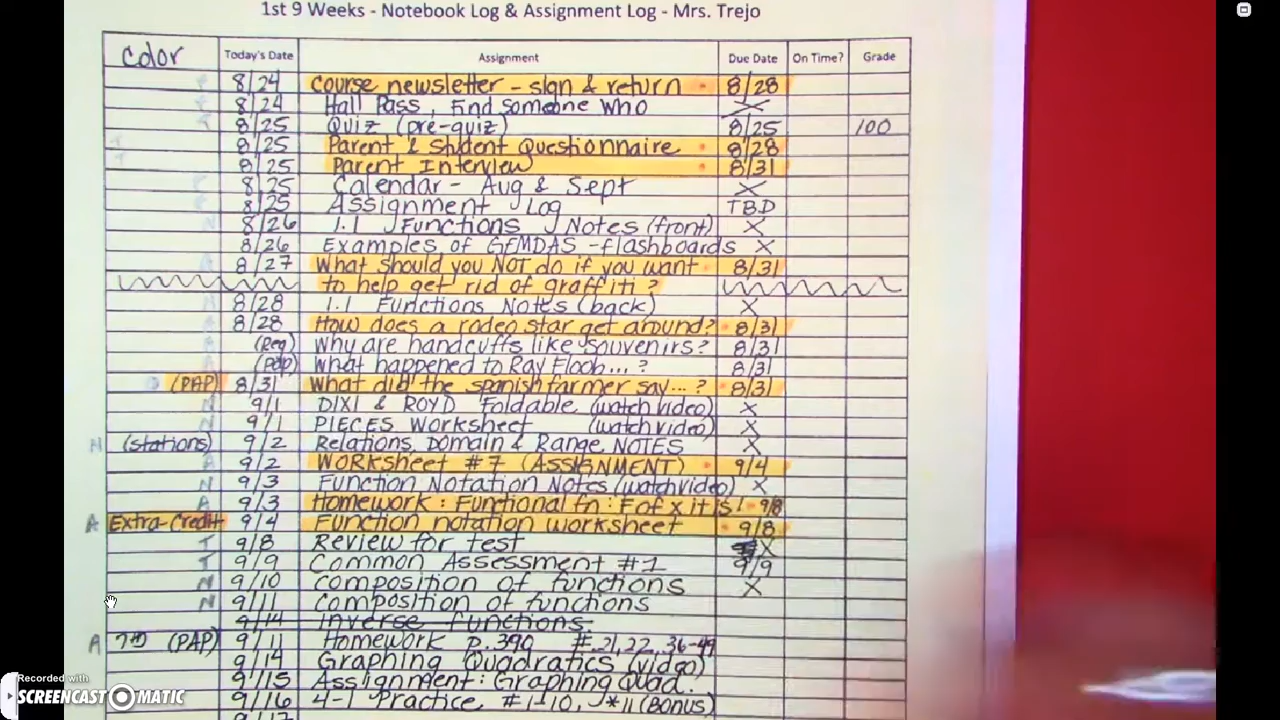 1st 9 Weeks - Notebook Log & Assignment Log - Mrs. Trejo
Color Today's Date Assignment Due Date On Time? Grade
8/24 course newsletter - sign & return 8/28
8/24 Hall Pass, Find someone Who X
8/25 Quiz (pre-quiz) 8/25 100
8/25 Parent & Student Questionnaire 8/28
8/25 Parent Interview 8/31
8/25 Calendar - Aug & Sept X
8/25 Assignment Log TBD
N 8/26 1.1 Functions Notes (front) X
8/26 Examples of GEMDAS - flashboards X
8/27 What should you NOT do if you want 8/31
to help get rid of graffiti?
8/28 1.1 Functions Notes (back) X
8/28 How does a rodeo star get around? 8/31
(Reg) Why are handcuffs like souvenirs? 8/31
(Pap) What happened to Ray Floob...? 8/31
(PAP) 8/31 What did the spanish farmer say...? 8/31
N 9/1 DIXI & ROYD Foldable (watch video) X
N 9/1 PIECES Worksheet (watch video) X
N (stations) 9/2 Relations, Domain & Range NOTES X
A 9/2 WORKSHEET #7 (ASSIGNMENT) 9/4
N 9/3 Function Notation Notes (watch video) X
A 9/3 Homework: Functional fn: F of x it is! 9/8
A Extra-Credit 9/4 Function notation worksheet 9/8
T 9/8 Review for test X
T 9/9 Common Assessment #1 9/9
N 9/10 composition of functions X
N 9/11 composition of functions
9/14 Inverse functions
A 7th (PAP) 9/11 Homework p.390 #21,22,36-49
9/14 Graphing Quadratics (video)
9/15 Assignment: Graphing Quad.
9/16 4-1 Practice, #1-10, *11 (Bonus)
9/17
Recorded with
SCREENCAST-O-MATIC